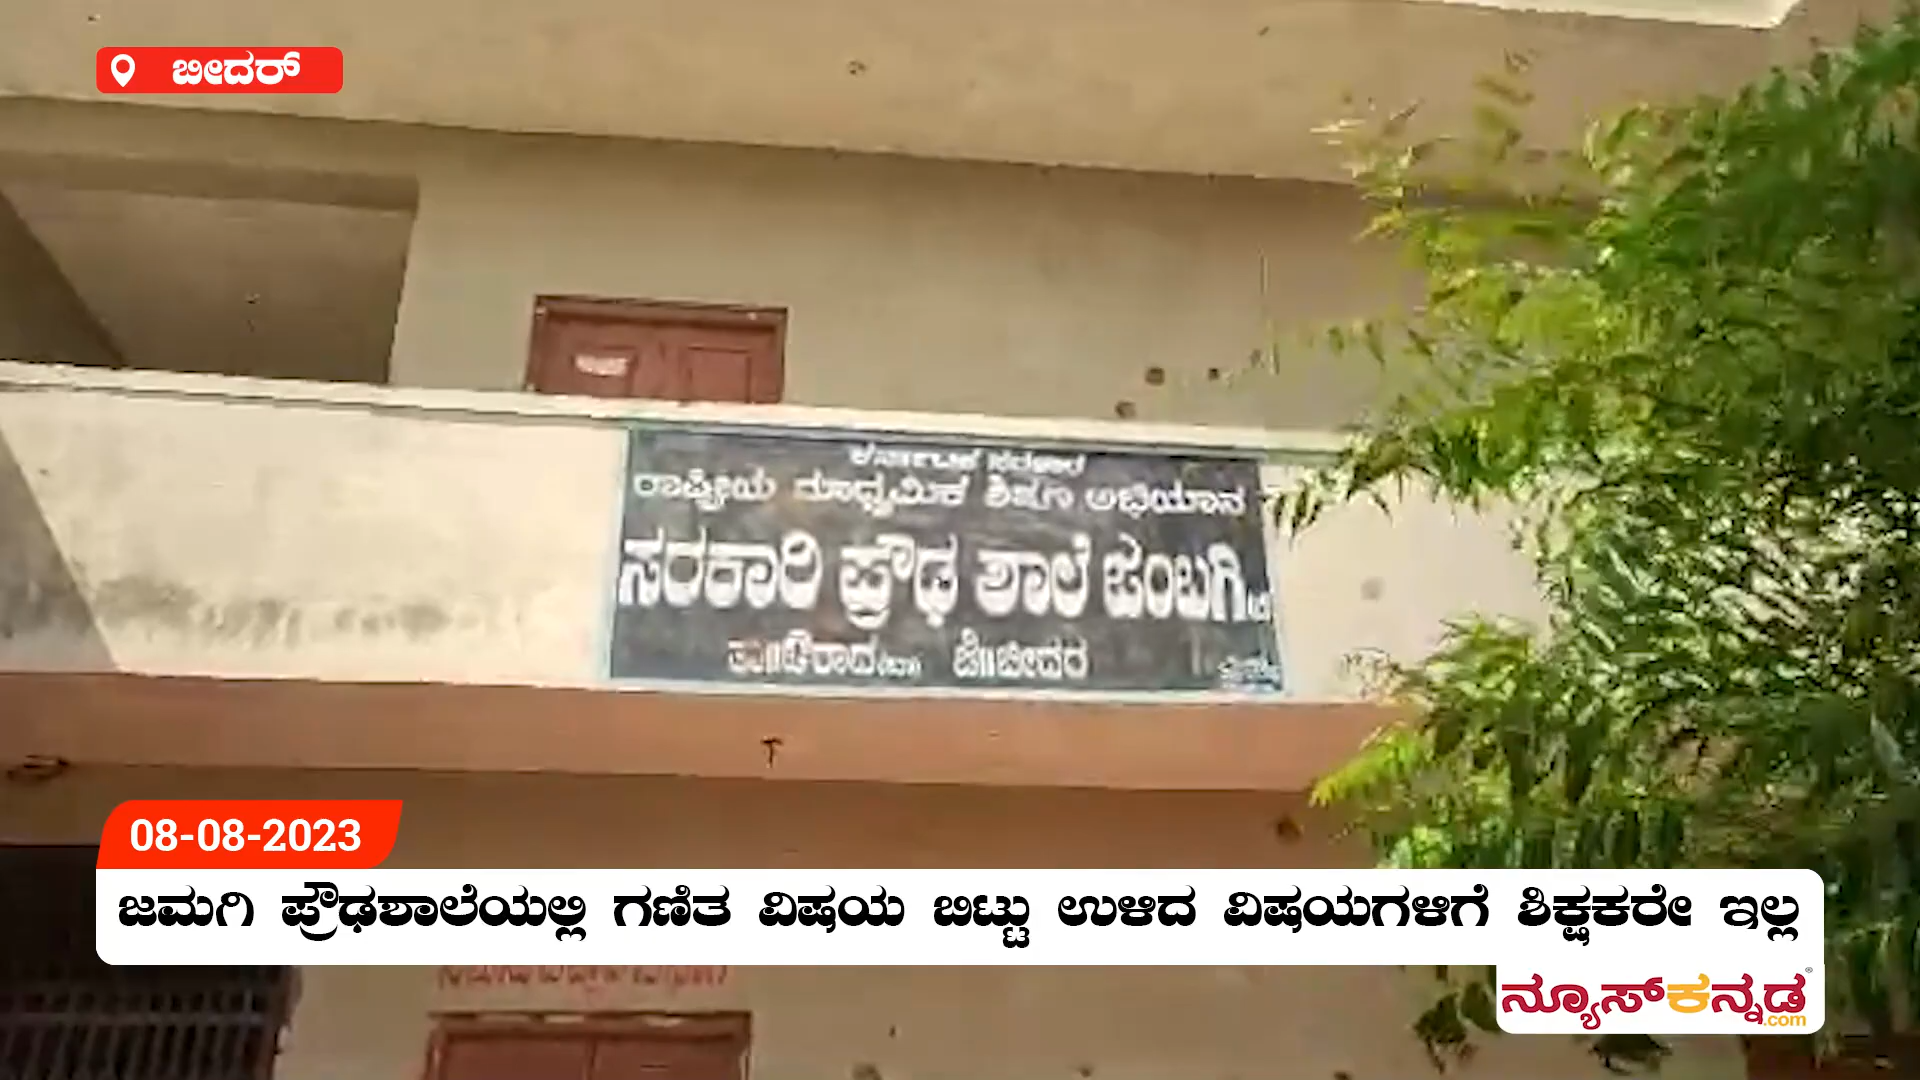 ಬೀದರ್
ಕರ್ನಾಟಕ ಸರಕಾರ
ರಾಷ್ಟ್ರೀಯ ಮಾಧ್ಯಮಿಕ ಶಿಕ್ಷಣ ಅಭಿಯಾನ
ಸರಕಾರಿ ಪ್ರೌಢ ಶಾಲೆ ಜಂಬಗಿ
ತಾ||ಔರಾದ(ಬಾ) ಜಿ||ಬೀದರ
08-08-2023
ಜಮಗಿ ಪ್ರೌಢಶಾಲೆಯಲ್ಲಿ ಗಣಿತ ವಿಷಯ ಬಿಟ್ಟು ಉಳಿದ ವಿಷಯಗಳಿಗೆ ಶಿಕ್ಷಕರೇ ಇಲ್ಲ
ನ್ಯೂಸ್ ಕನ್ನಡ
.com